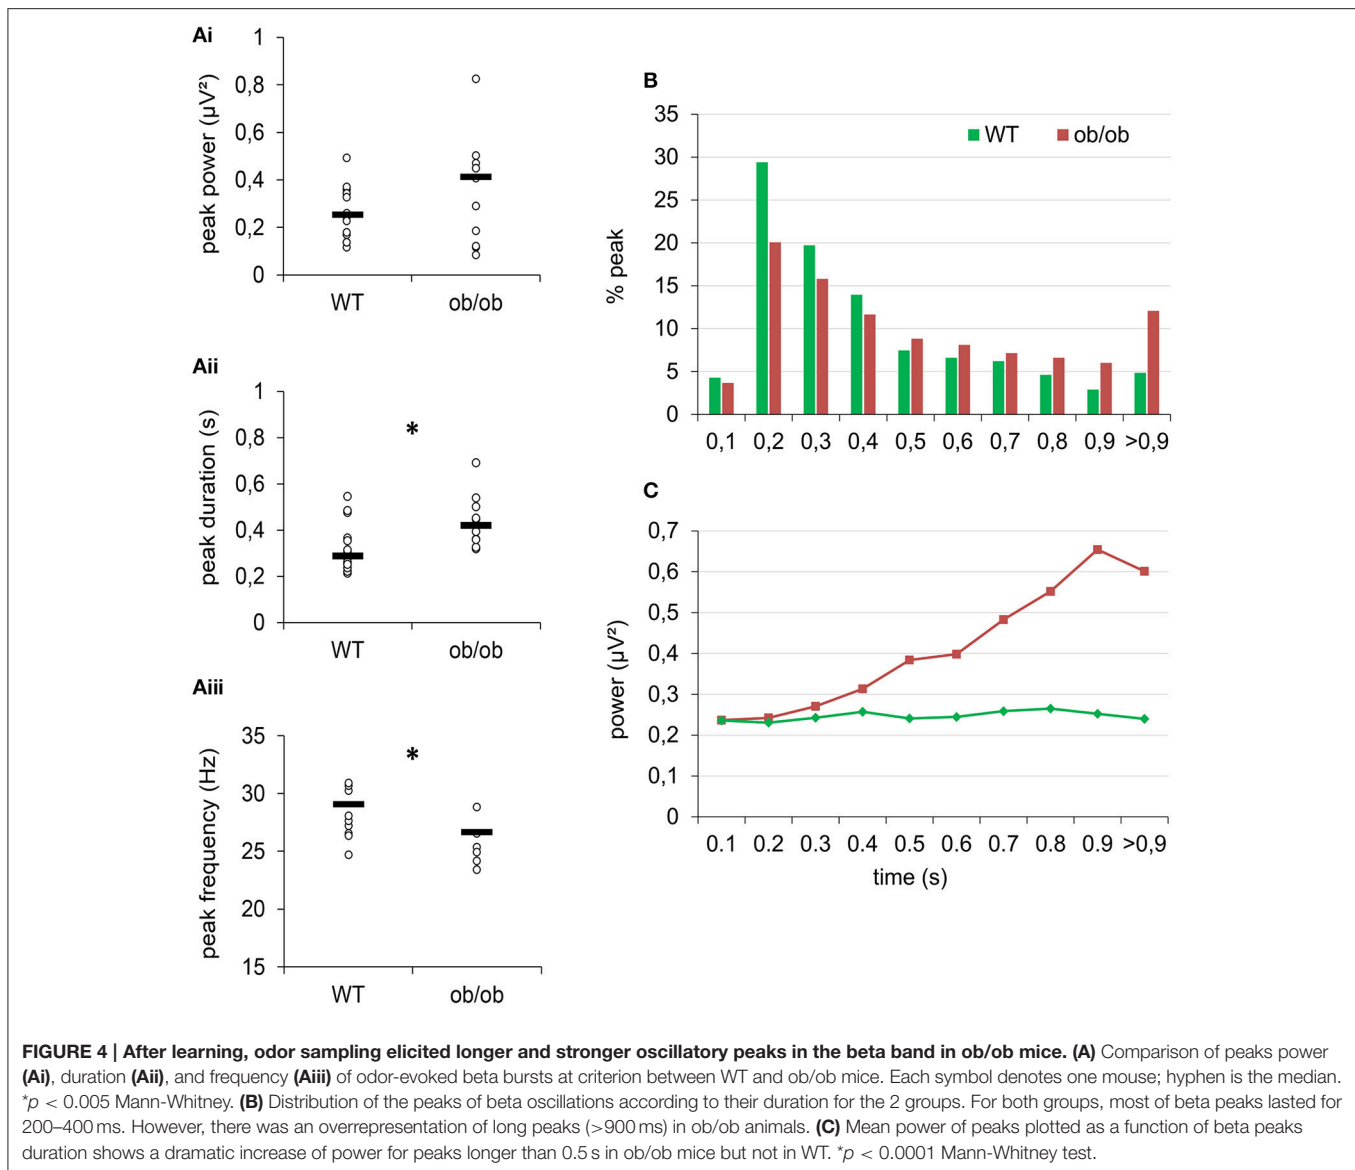 Ai
1
0,8
0,6
0,4
0,2
0
peak power (µV²)
WT ob/ob
Aii
*
1
0,8
0,6
0,4
0,2
0
peak duration (s)
WT ob/ob
Aiii
*
35
30
25
20
15
peak frequency (Hz)
WT ob/ob
B
WT ob/ob
35
30
25
20
15
10
5
0
% peak
0,1 0,2 0,3 0,4 0,5 0,6 0,7 0,8 0,9 >0,9
C
0,7
0,6
0,5
0,4
0,3
0,2
0,1
0
power (µV²)
0.1 0.2 0.3 0.4 0.5 0.6 0.7 0.8 0.9 >0,9
time (s)
FIGURE 4 | After learning, odor sampling elicited longer and stronger oscillatory peaks in the beta band in ob/ob mice. (A) Comparison of peaks power
(Ai), duration (Aii), and frequency (Aiii) of odor-evoked beta bursts at criterion between WT and ob/ob mice. Each symbol denotes one mouse; hyphen is the median.
*p < 0.005 Mann-Whitney. (B) Distribution of the peaks of beta oscillations according to their duration for the 2 groups. For both groups, most of beta peaks lasted for
200–400 ms. However, there was an overrepresentation of long peaks (>900 ms) in ob/ob animals. (C) Mean power of peaks plotted as a function of beta peaks
duration shows a dramatic increase of power for peaks longer than 0.5 s in ob/ob mice but not in WT. *p < 0.0001 Mann-Whitney test.